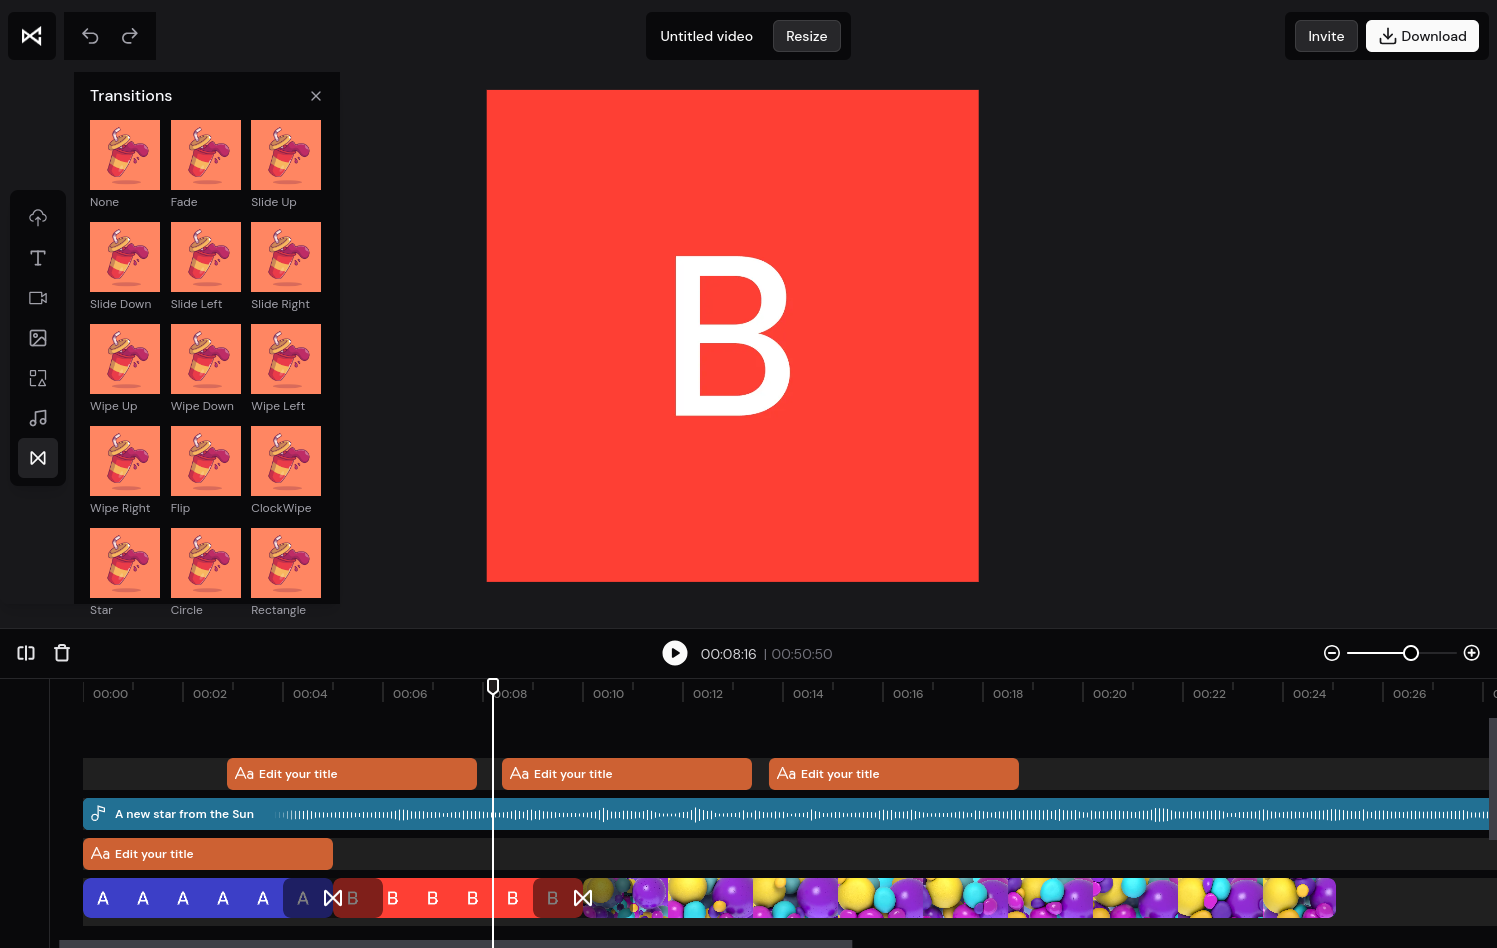 Untitled video
Resize
Invite
Download
Transitions
None
Fade
Slide Up
Slide Down
Slide Left
Slide Right
Wipe Up
Wipe Down
Wipe Left
Wipe Right
Flip
ClockWipe
Star
Circle
Rectangle
B
00:08:16 | 00:50:50
00:00 00:02 00:04 00:06 00:08 00:10 00:12 00:14 00:16 00:18 00:20 00:22 00:24 00:26
Aa Edit your title
Aa Edit your title
Aa Edit your title
A new star from the Sun
Aa Edit your title
A A A A A A B B B B B B